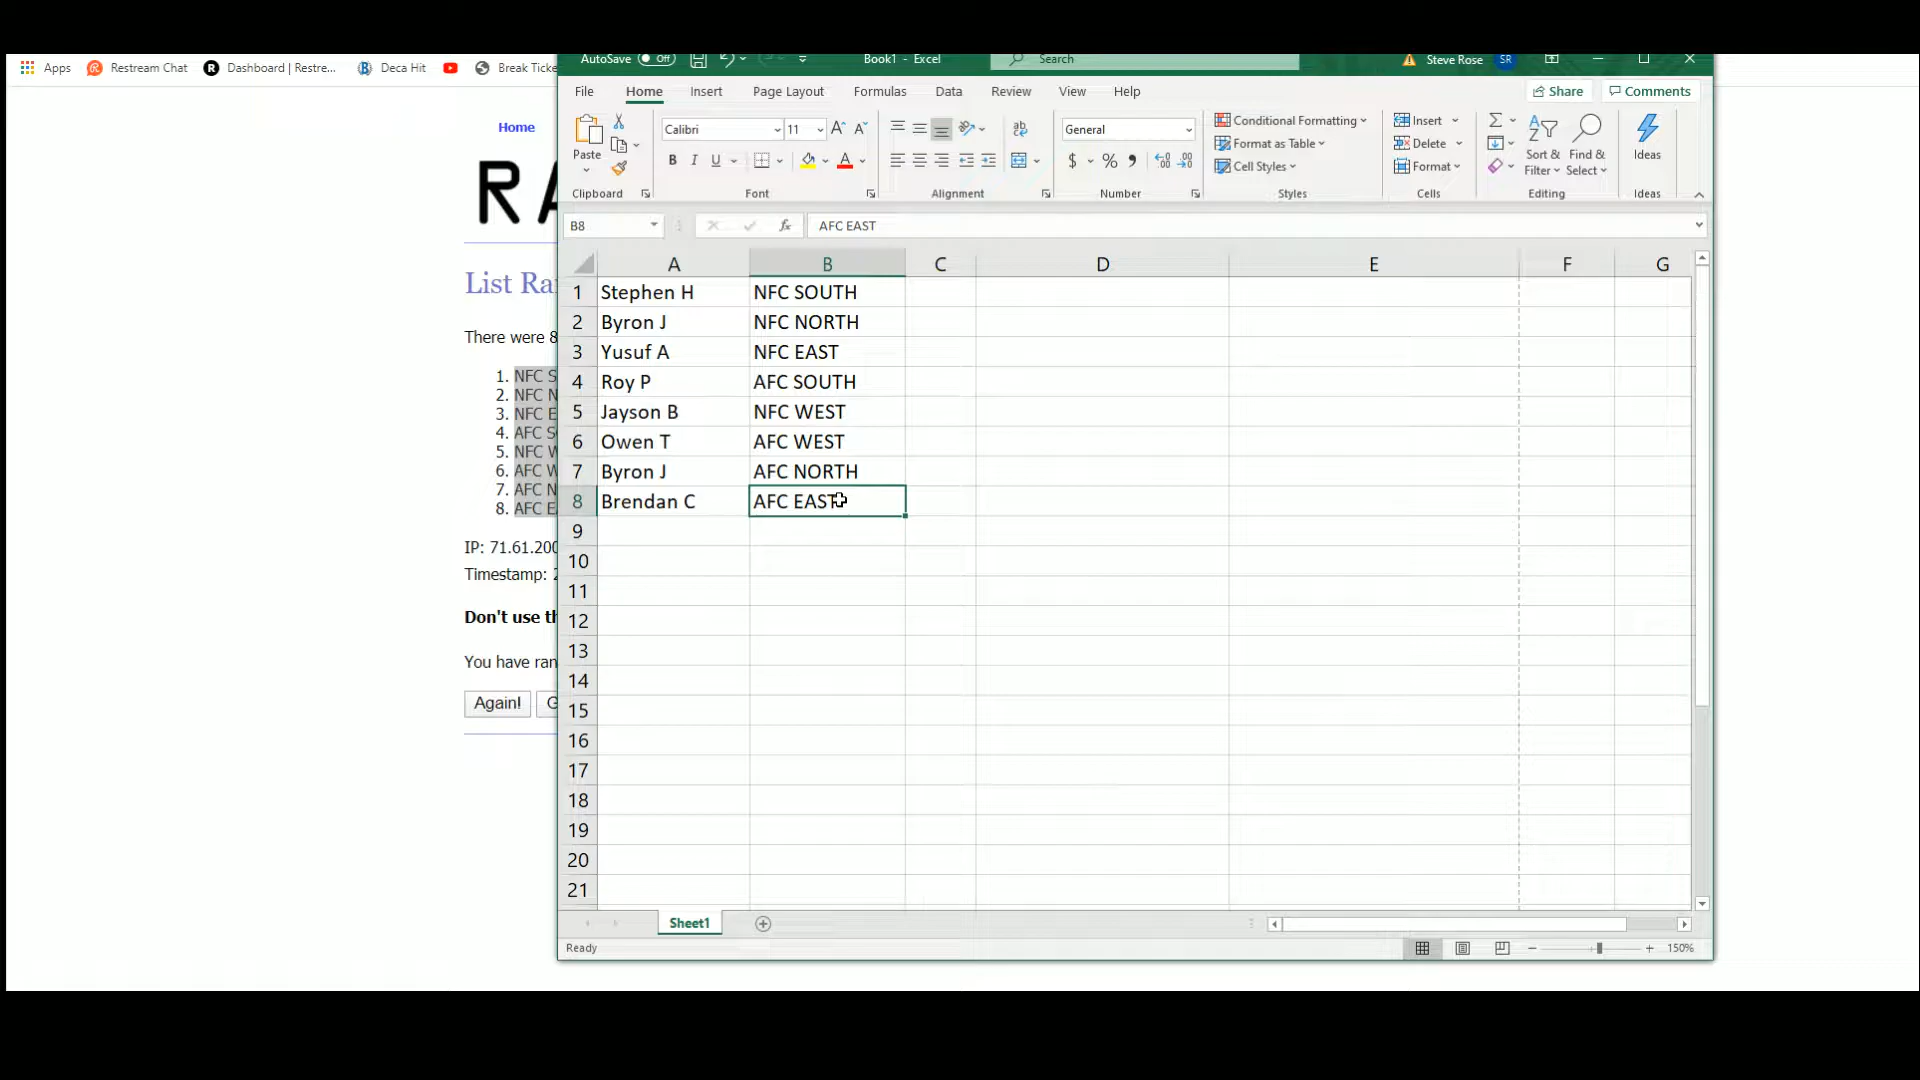 AutoSave Off Book1 - Excel Search Steve Rose SR
Apps Restream Chat Dashboard | Restre... Deca Hit Break Ticke
File Home Insert Page Layout Formulas Data Review View Help Share Comments
Home
Paste
Calibri 11
General
Conditional Formatting
Format as Table
Cell Styles
Insert
Delete
Format
Sort & Filter
Find & Select
Ideas
Clipboard Font Alignment Number Styles Cells Editing Ideas
B8 fx AFC EAST
A B C D E F G
1 Stephen H NFC SOUTH
2 Byron J NFC NORTH
3 Yusuf A NFC EAST
4 Roy P AFC SOUTH
5 Jayson B NFC WEST
6 Owen T AFC WEST
7 Byron J AFC NORTH
8 Brendan C AFC EAST
9
10
11
12
13
14
15
16
17
18
19
20
21
RA
List Ra
There were 8
1. NFC S
2. NFC N
3. NFC E
4. AFC S
5. NFC W
6. AFC W
7. AFC N
8. AFC E
IP: 71.61.200
Timestamp: 2
Don't use th
You have ran
Again! G
Sheet1
Ready 150%